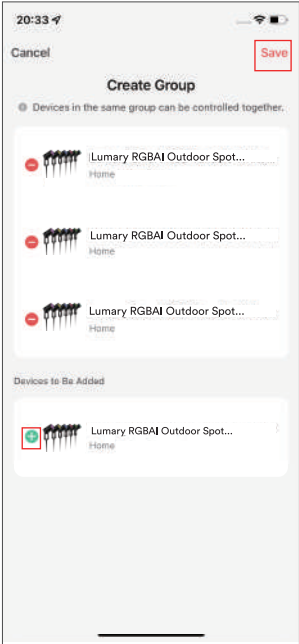 20:33
Cancel
Save
Create Group
Devices in the same group can be controlled together.
Lumary RGBAI Outdoor Spot...
Home
Lumary RGBAI Outdoor Spot...
Home
Lumary RGBAI Outdoor Spot...
Home
Devices to Be Added
Lumary RGBAI Outdoor Spot...
Home